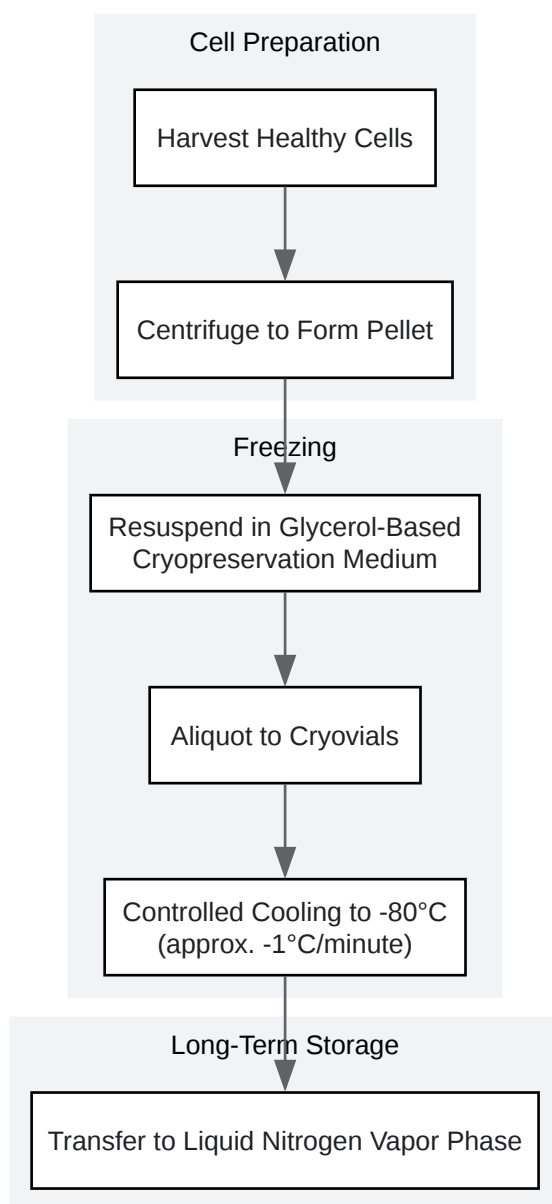 Cell Preparation
Harvest Healthy Cells
Centrifuge to Form Pellet
Freezing
Resuspend in Glycerol-Based
Cryopreservation Medium
Aliquot to Cryovials
Controlled Cooling to -80°C
(approx. -1°C/minute)
Long-Term Storage
Transfer to Liquid Nitrogen Vapor Phase